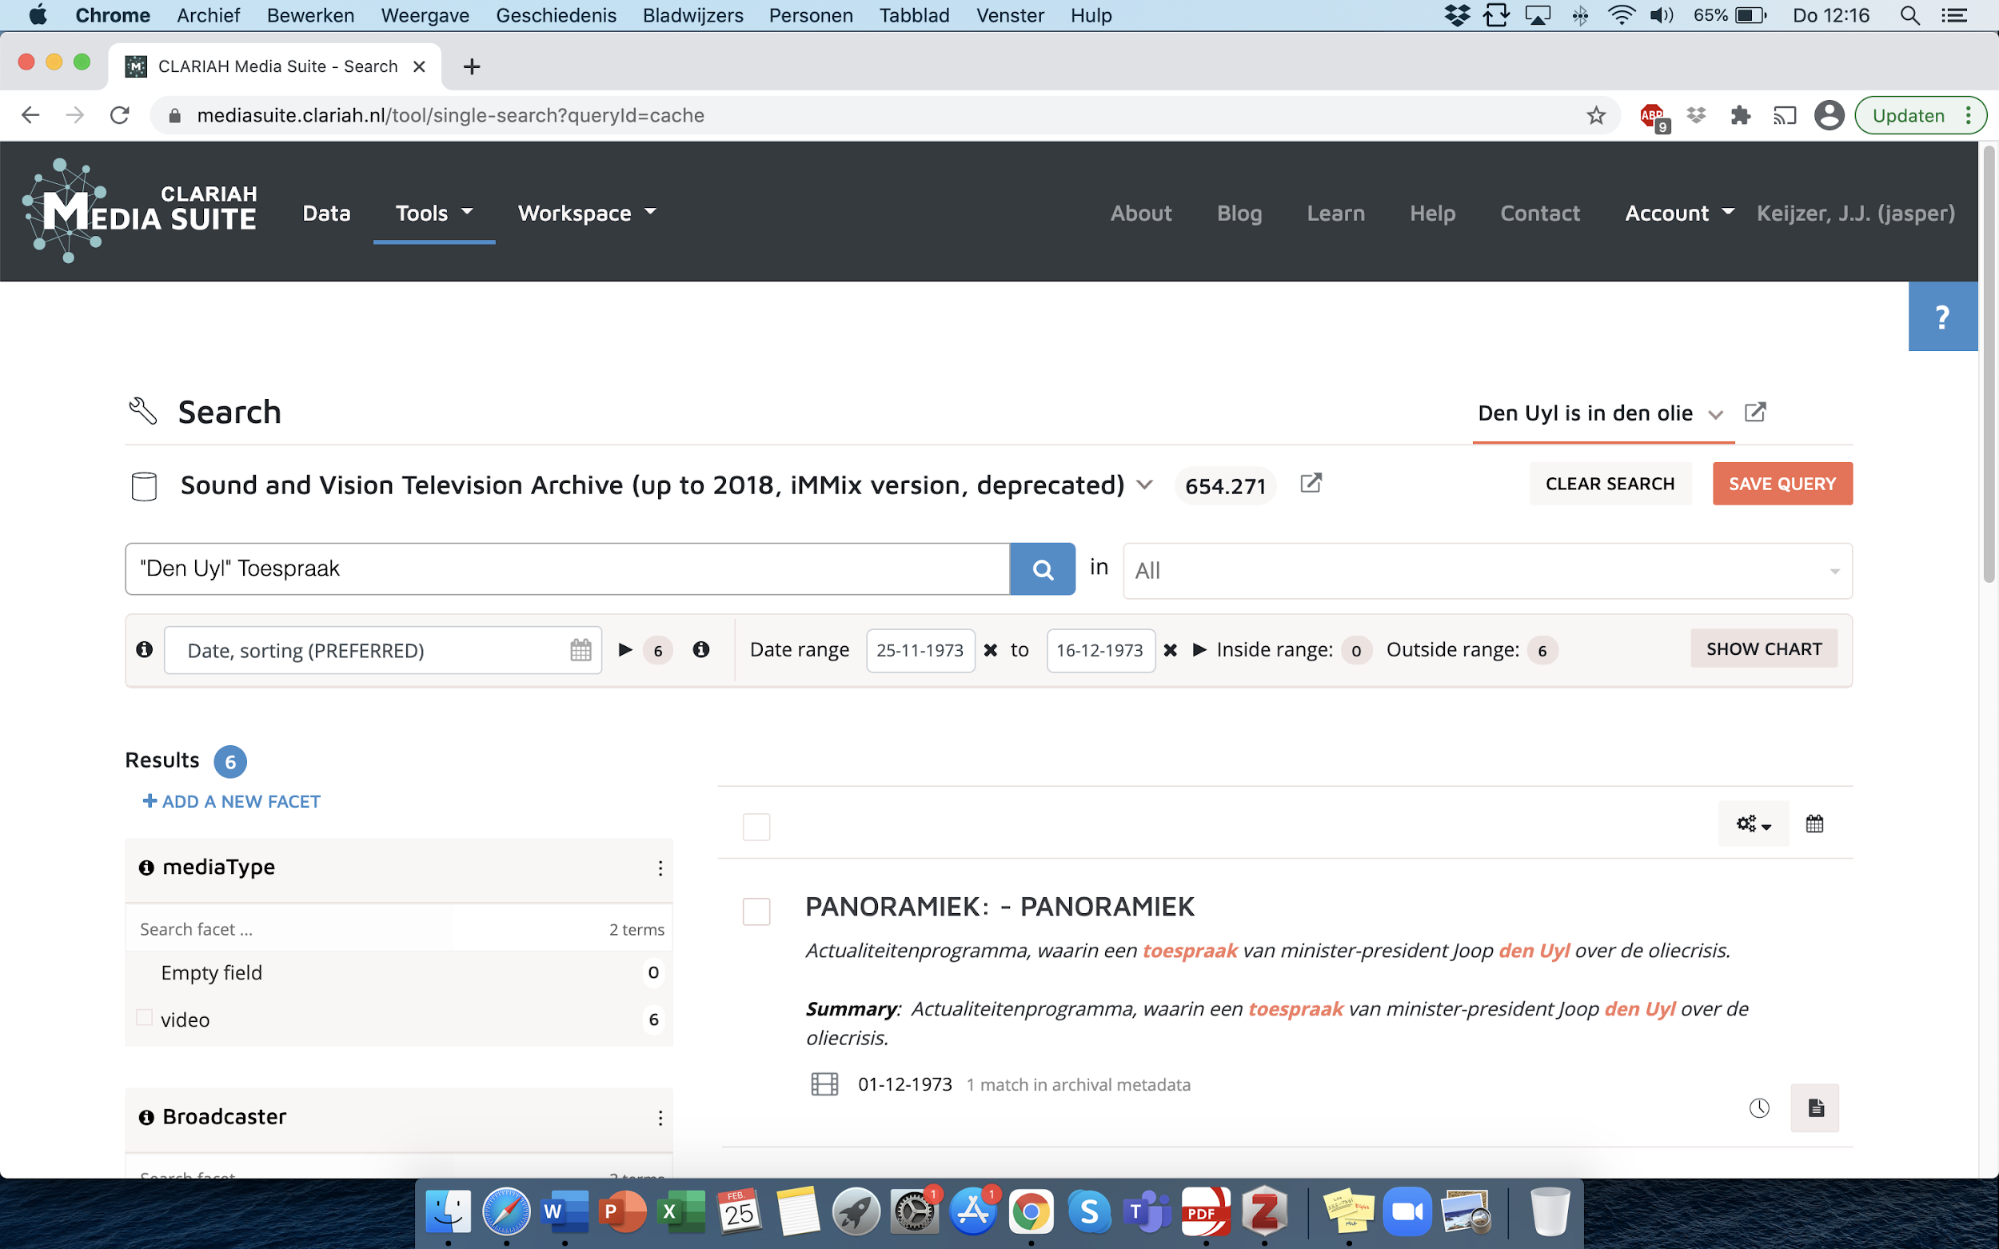 Chrome Archief Bewerken Weergave Geschiedenis Bladwijzers Personen Tabblad Venster Hulp 65% Do 12:16
CLARIAH Media Suite - Search
mediasuite.clariah.nl/tool/single-search?queryId=cache
ABP 9 Updaten
CLARIAH
MEDIA SUITE
Data Tools Workspace About Blog Learn Help Contact Account Keijzer, J.J. (jasper)
?
Search
Den Uyl is in den olie
Sound and Vision Television Archive (up to 2018, iMMix version, deprecated) 654.271
CLEAR SEARCH SAVE QUERY
"Den Uyl" Toespraak in All
Date, sorting (PREFERRED) 6 Date range 25-11-1973 to 16-12-1973 Inside range: 0 Outside range: 6 SHOW CHART
Results 6
+ ADD A NEW FACET
mediaType
Search facet ... 2 terms
Empty field 0
video 6
Broadcaster
PANORAMIEK: - PANORAMIEK
Actualiteitenprogramma, waarin een toespraak van minister-president Joop den Uyl over de oliecrisis.
Summary: Actualiteitenprogramma, waarin een toespraak van minister-president Joop den Uyl over de
oliecrisis.
01-12-1973 1 match in archival metadata
W P X FEB. 25 1 1 S T PDF Z